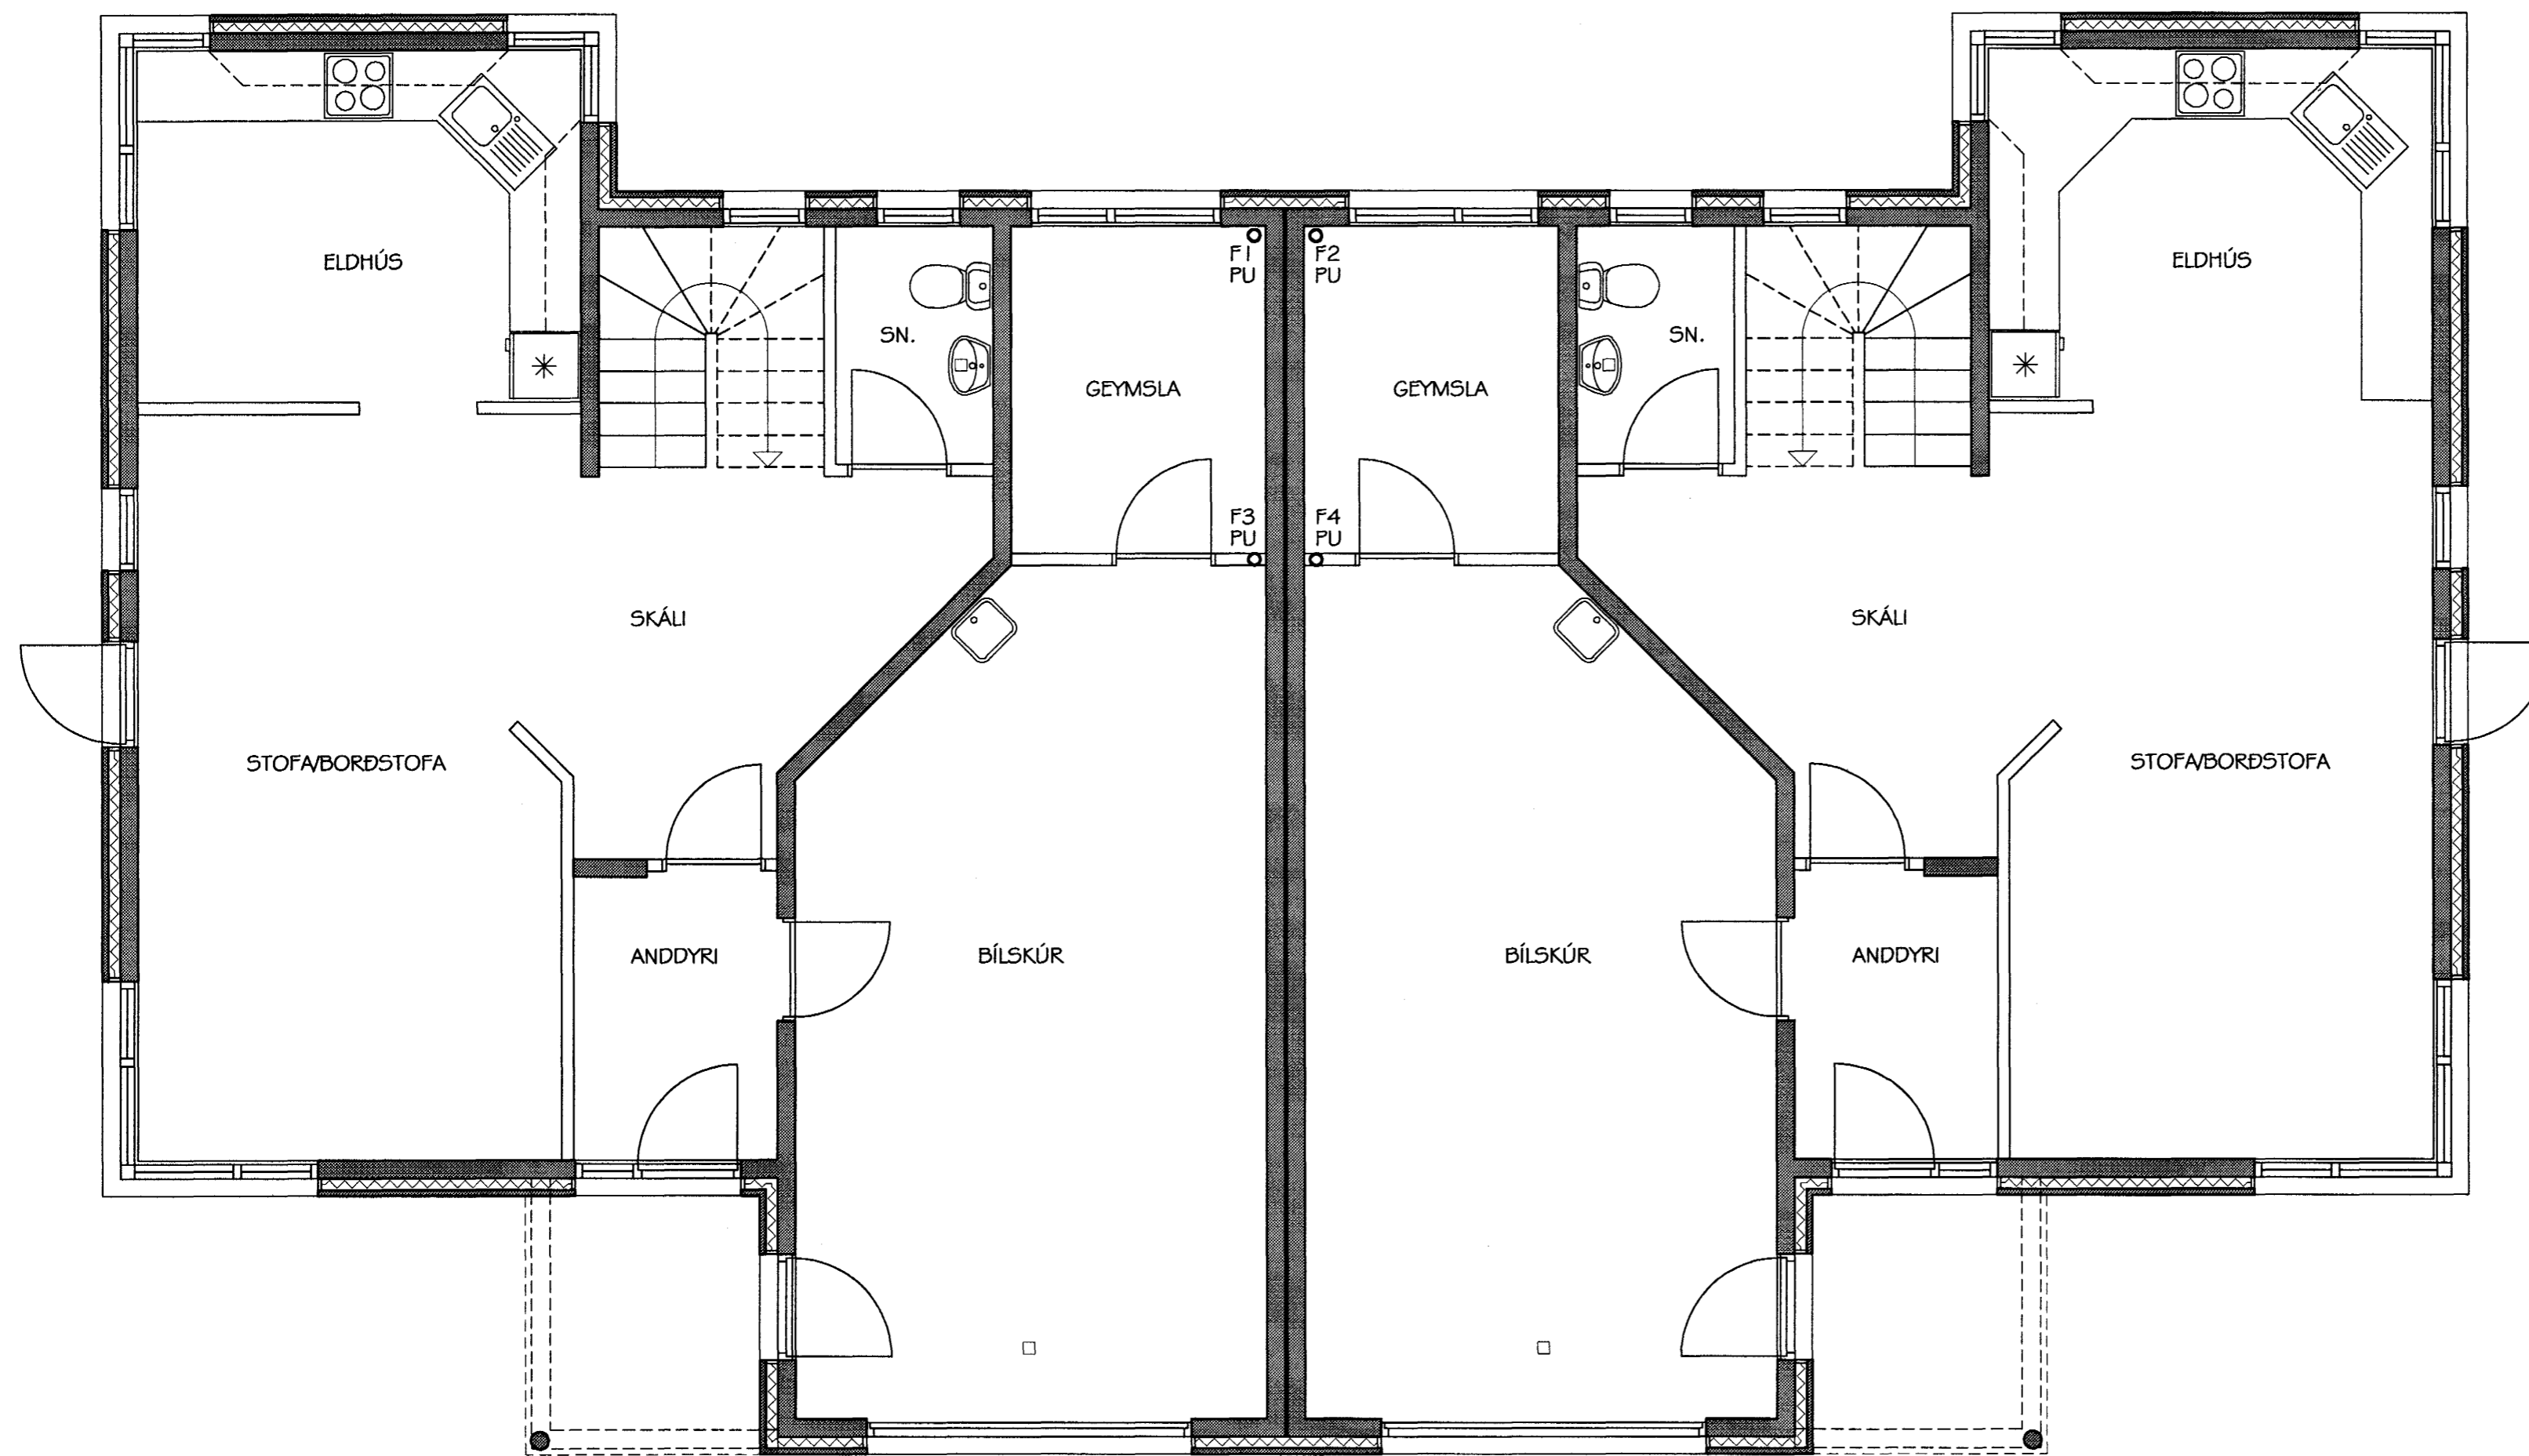 ELDHÚS
ELDHÚS
F1
PU
F2
PU
SN.
SN.
GEYMSLA
GEYMSLA
F3
PU
F4
PU
SKÁLI
SKÁLI
STOFA/BORÐSTOFA
STOFA/BORÐSTOFA
ANDDYRI
BÍLSKÚR
BÍLSKÚR
ANDDYRI